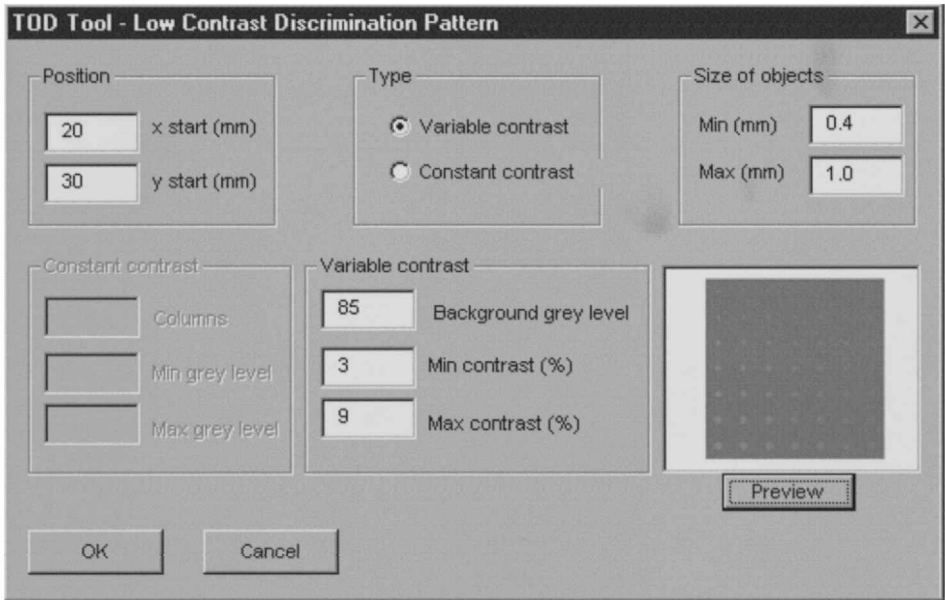 TOD Tool - Low Contrast Discrimination Pattern
Position
20 x start (mm)
30 y start (mm)
Type
Variable contrast
Constant contrast
Size of objects
Min (mm) 0.4
Max (mm) 1.0
Constant contrast
Columns
Min grey level
Max grey level
Variable contrast
85 Background grey level
3 Min contrast (%)
9 Max contrast (%)
Preview
OK
Cancel